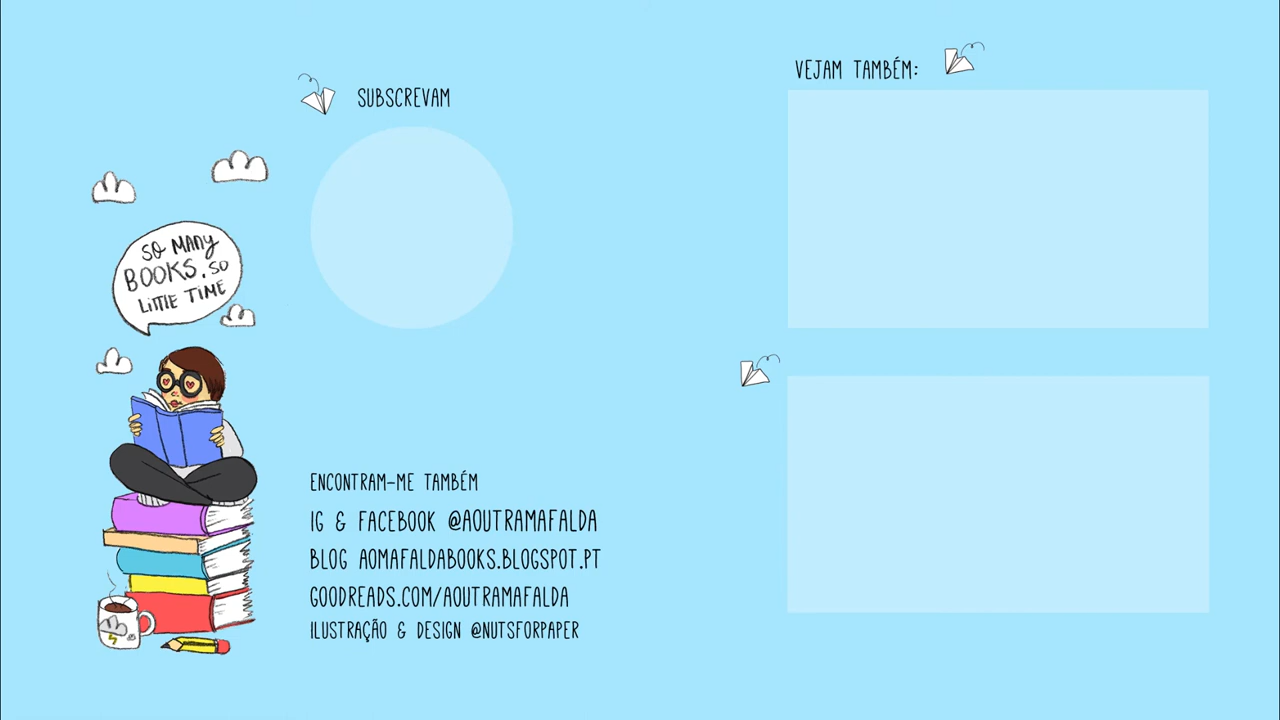 VEJAM TAMBÉM:
SUBSCREVAM
SO MANY
BOOKS, SO
LITTLE TIME
ENCONTRAM-ME TAMBÉM
IG & FACEBOOK @AOUTRAMAFALDA
BLOG AOMAFALDABOOKS.BLOGSPOT.PT
GOODREADS.COM/AOUTRAMAFALDA
ILUSTRAÇÃO & DESIGN @NUTSFORPAPER